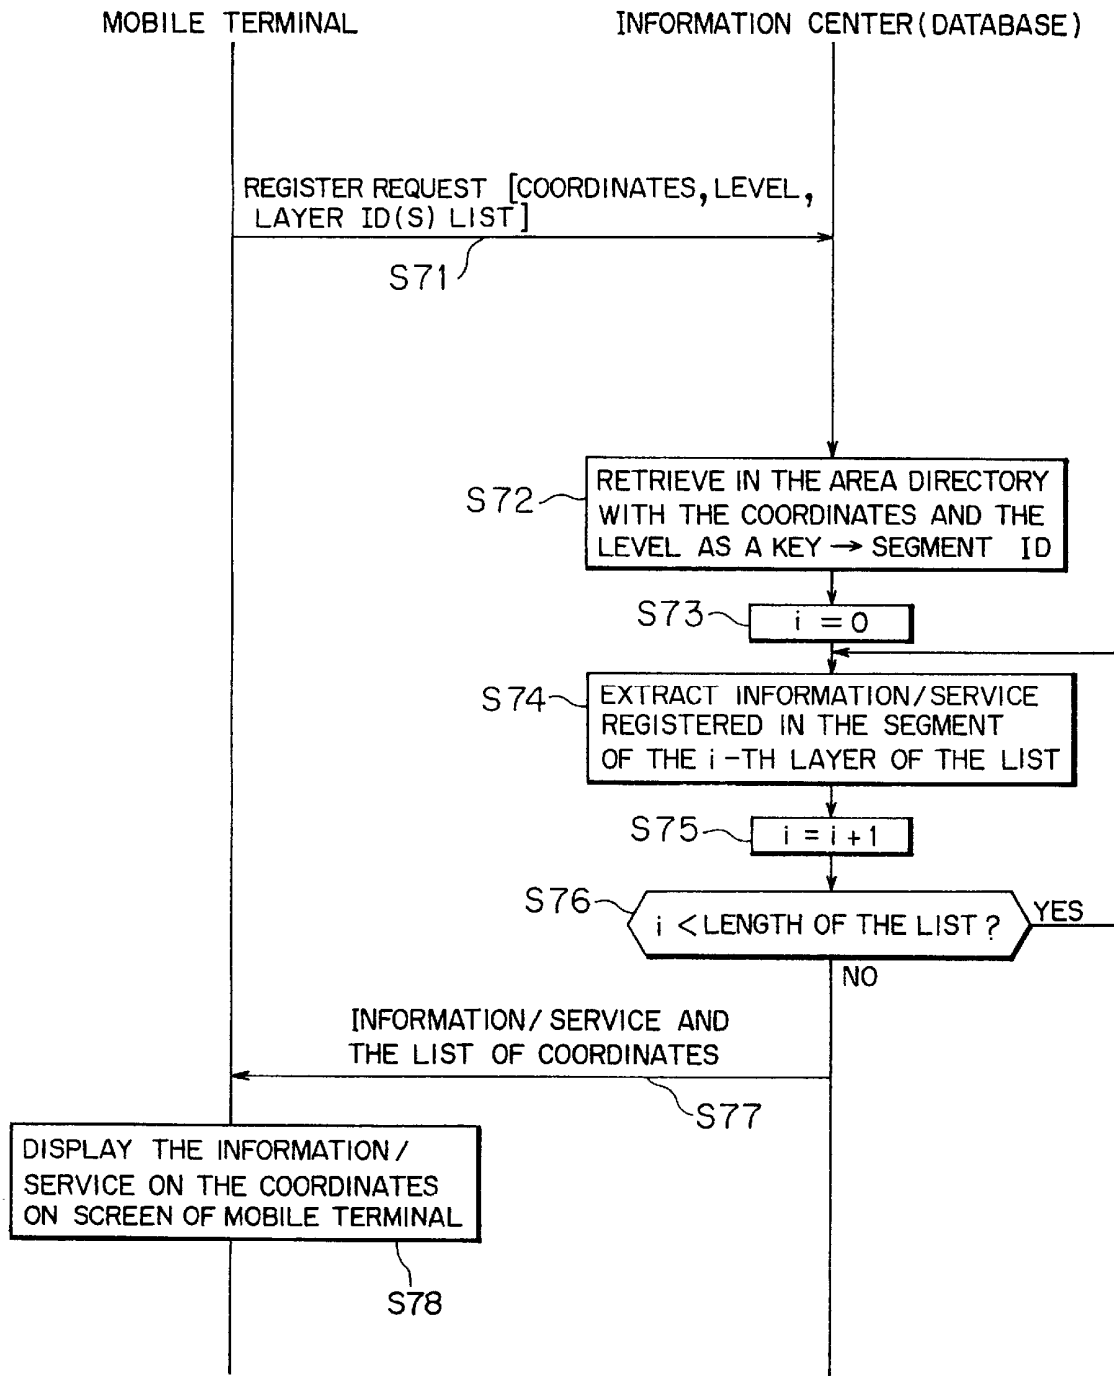 MOBILE TERMINAL
INFORMATION CENTER (DATABASE)
REGISTER REQUEST [COORDINATES, LEVEL,
LAYER ID(S) LIST]
S71
S72
RETRIEVE IN THE AREA DIRECTORY
WITH THE COORDINATES AND THE
LEVEL AS A KEY → SEGMENT ID
S73
i = 0
S74
EXTRACT INFORMATION/SERVICE
REGISTERED IN THE SEGMENT
OF THE i-TH LAYER OF THE LIST
S75
i = i + 1
S76
i < LENGTH OF THE LIST ?
YES
NO
INFORMATION/ SERVICE AND
THE LIST OF COORDINATES
S77
DISPLAY THE INFORMATION/
SERVICE ON THE COORDINATES
ON SCREEN OF MOBILE TERMINAL
S78